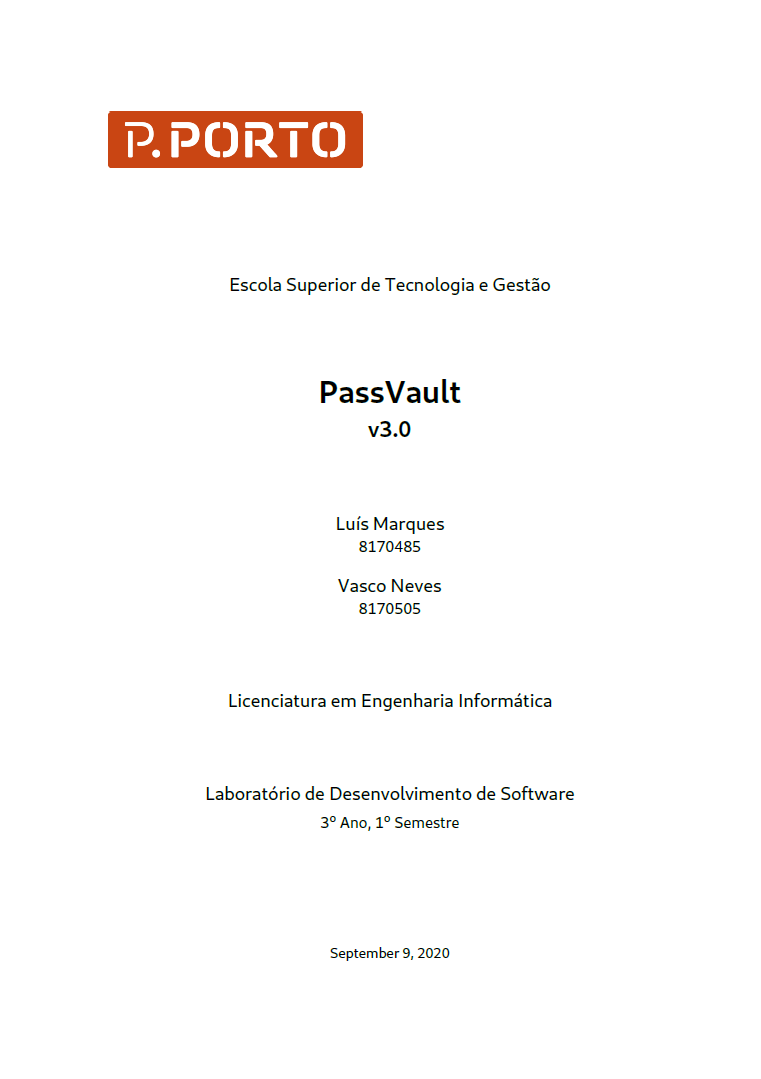 P.PORTO
Escola Superior de Tecnologia e Gestão
PassVault
v3.0
Luís Marques
8170485
Vasco Neves
8170505
Licenciatura em Engenharia Informática
Laboratório de Desenvolvimento de Software
3º Ano, 1º Semestre
September 9, 2020